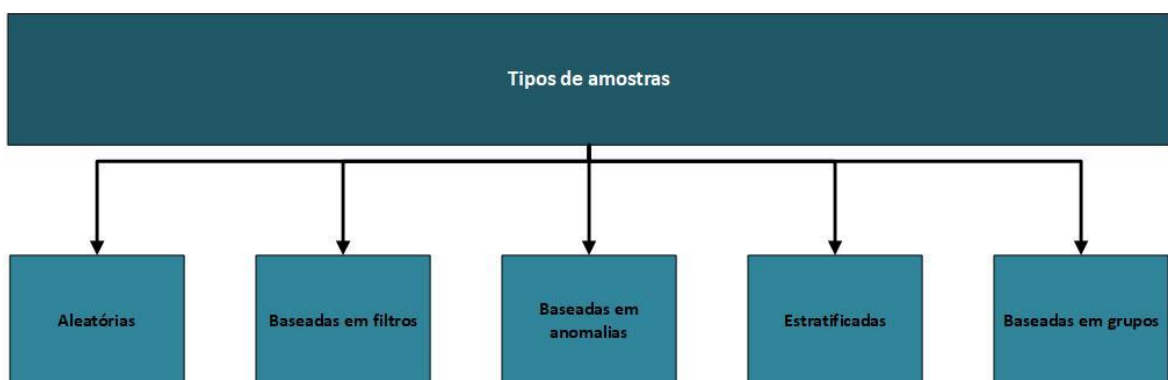 Tipos de amostras
Aleatórias
Baseadas em filtros
Baseadas em
anomalias
Estratificadas
Baseadas em grupos